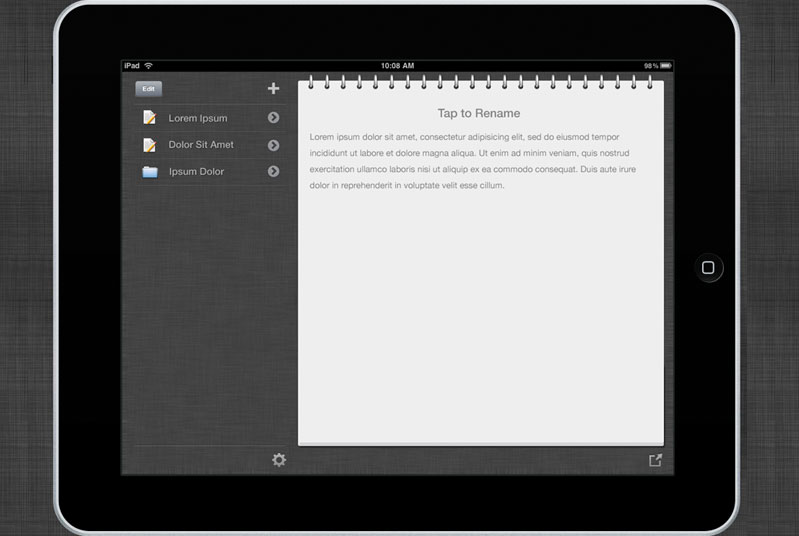 iPad 10:08 AM 98%
Edit
Lorem Ipsum
Dolor Sit Amet
Ipsum Dolor
Tap to Rename
Lorem ipsum dolor sit amet, consectetur adipisicing elit, sed do eiusmod tempor
incididunt ut labore et dolore magna aliqua. Ut enim ad minim veniam, quis nostrud
exercitation ullamco laboris nisi ut aliquip ex ea commodo consequat. Duis aute irure
dolor in reprehenderit in voluptate velit esse cillum.